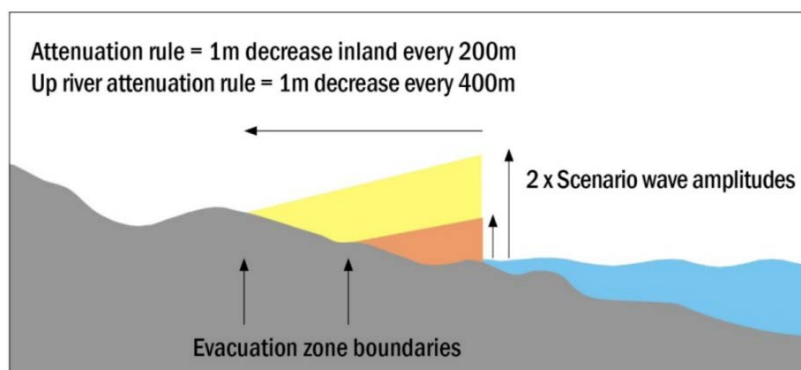 Attenuation rule = 1m decrease inland every 200m
Up river attenuation rule = 1m decrease every 400m
2 x Scenario wave amplitudes
Evacuation zone boundaries